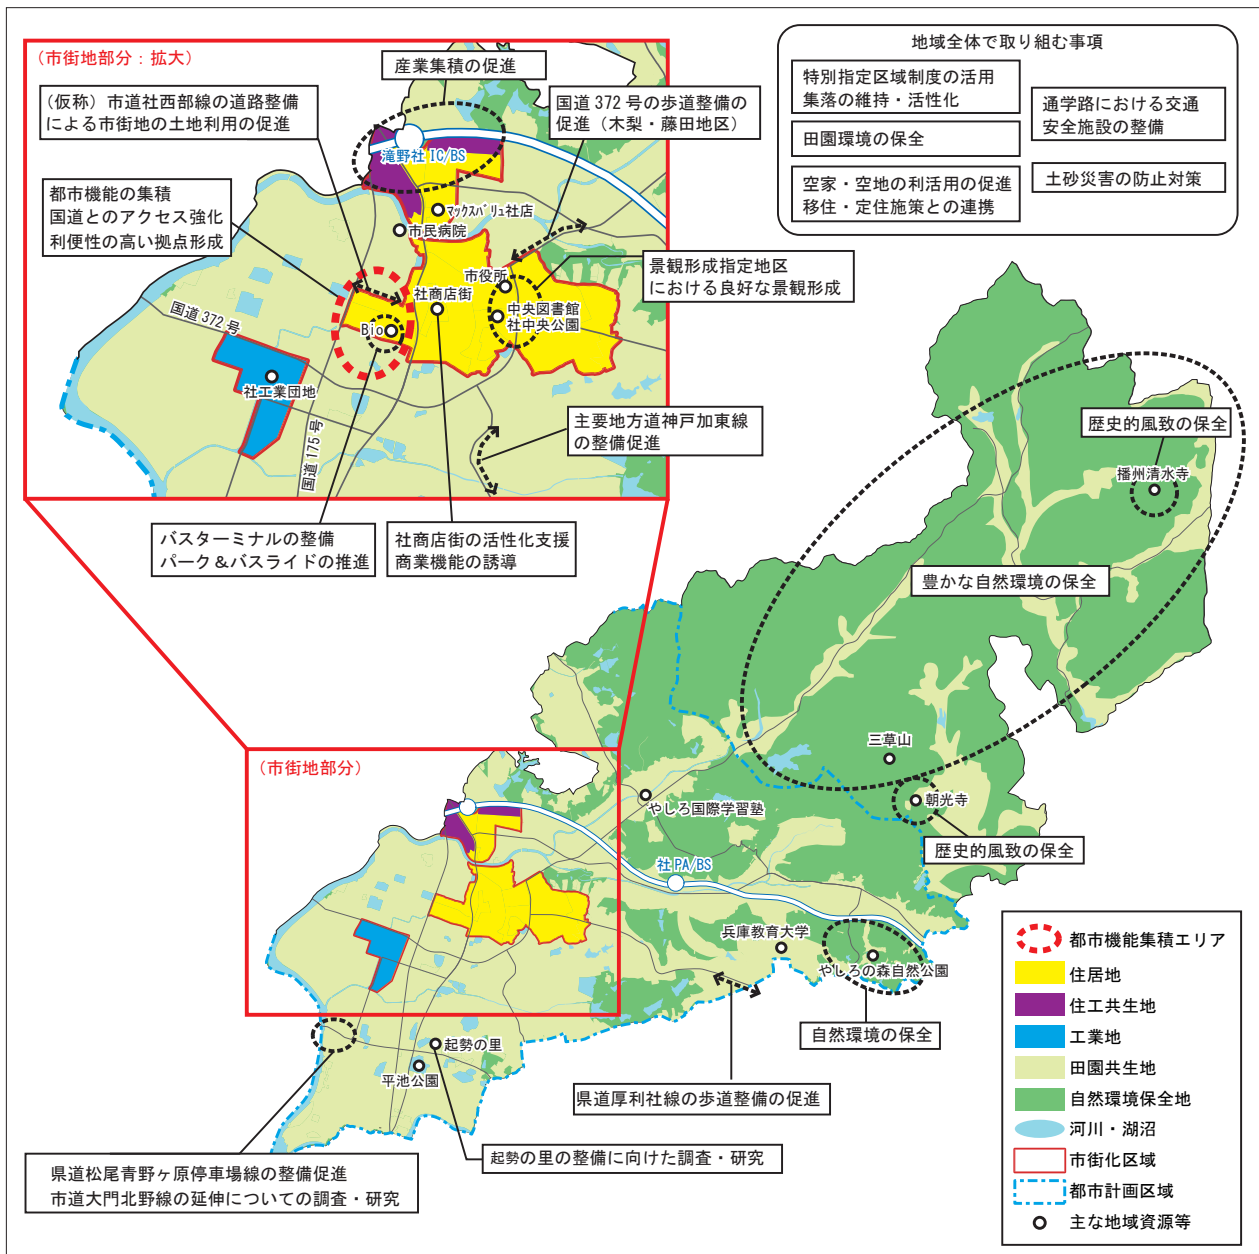 （市街地部分：拡大）
産業集積の促進
（仮称）市道社西部線の道路整備
による市街地の土地利用の促進
国道372号の歩道整備の
促進（木梨・藤田地区）
都市機能の集積
国道とのアクセス強化
利便性の高い拠点形成
滝野社IC/BS
マックスバリュ社店
市民病院
市役所
景観形成指定地区
における良好な景観形成
社商店街
中央図書館
社中央公園
Bio
国道372号
社工業団地
国道175号
主要地方道神戸加東線
の整備促進
バスターミナルの整備
パーク＆バスライドの推進
社商店街の活性化支援
商業機能の誘導
地域全体で取り組む事項
特別指定区域制度の活用
集落の維持・活性化
田園環境の保全
空家・空地の利活用の促進
移住・定住施策との連携
通学路における交通
安全施設の整備
土砂災害の防止対策
歴史的風致の保全
播州清水寺
豊かな自然環境の保全
三草山
朝光寺
歴史的風致の保全
（市街地部分）
やしろ国際学習塾
社PA/BS
兵庫教育大学
やしろの森自然公園
自然環境の保全
県道厚利社線の歩道整備の促進
起勢の里
平池公園
起勢の里の整備に向けた調査・研究
県道松尾青野ヶ原停車場線の整備促進
市道大門北野線の延伸についての調査・研究
都市機能集積エリア
住居地
住工共生地
工業地
田園共生地
自然環境保全地
河川・湖沼
市街化区域
都市計画区域
主な地域資源等